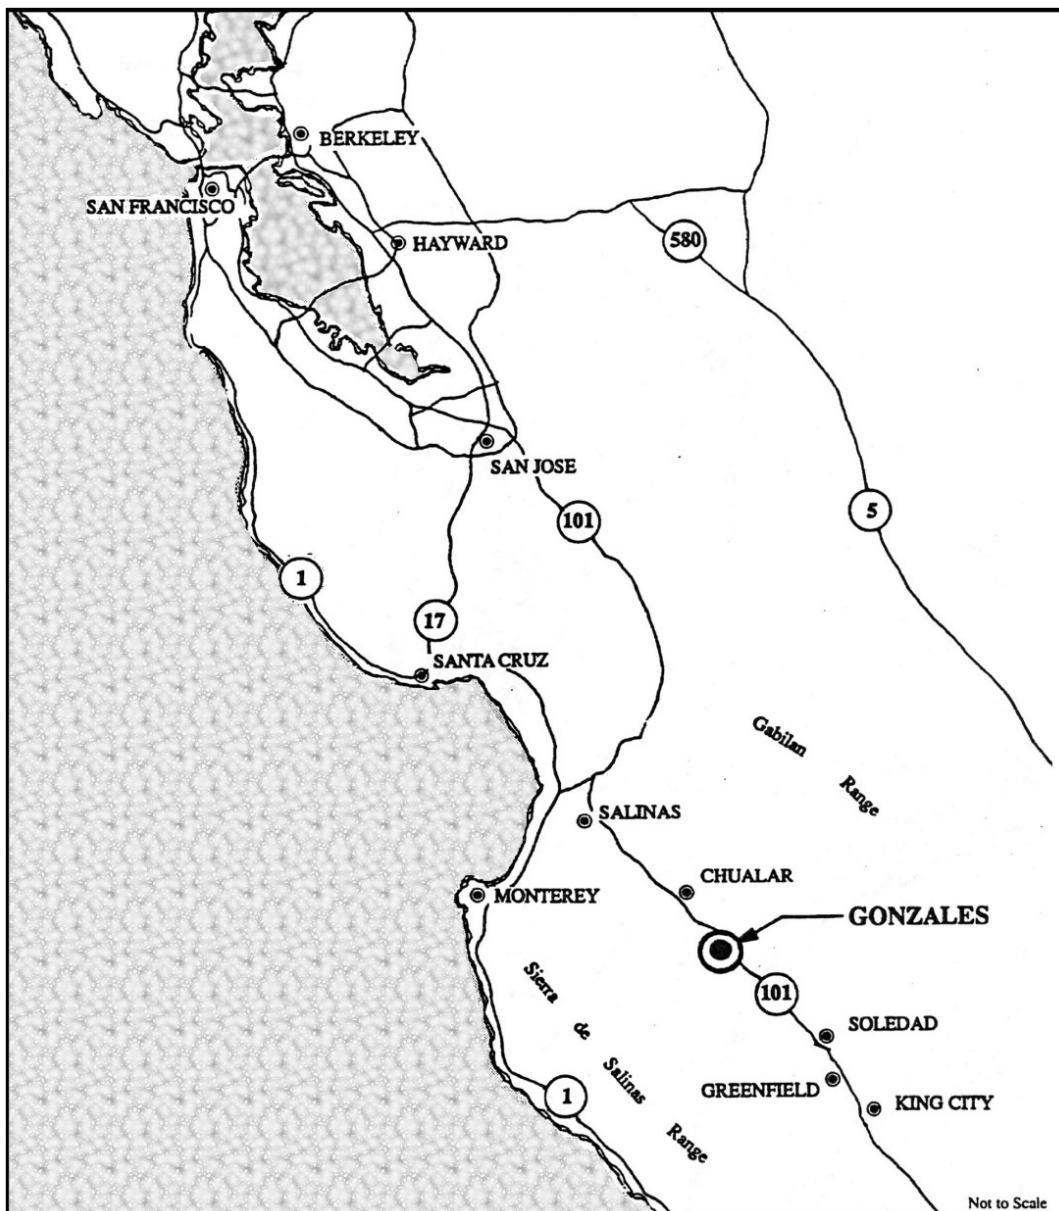 BERKELEY
SAN FRANCISCO
HAYWARD
580
SAN JOSE
5
101
1
17
SANTA CRUZ
Gabilan
Range
SALINAS
CHUALAR
MONTEREY
GONZALES
Sierra
de
Salinas
Range
101
SOLEDAD
GREENFIELD
KING CITY
1
Not to Scale